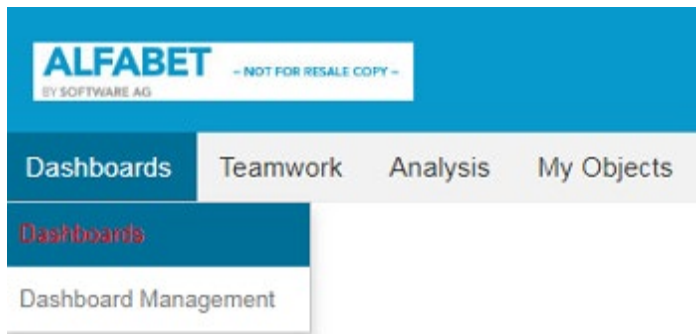 ALFABET – NOT FOR RESALE COPY –
BY SOFTWARE AG
Dashboards Teamwork Analysis My Objects
Dashboards
Dashboard Management